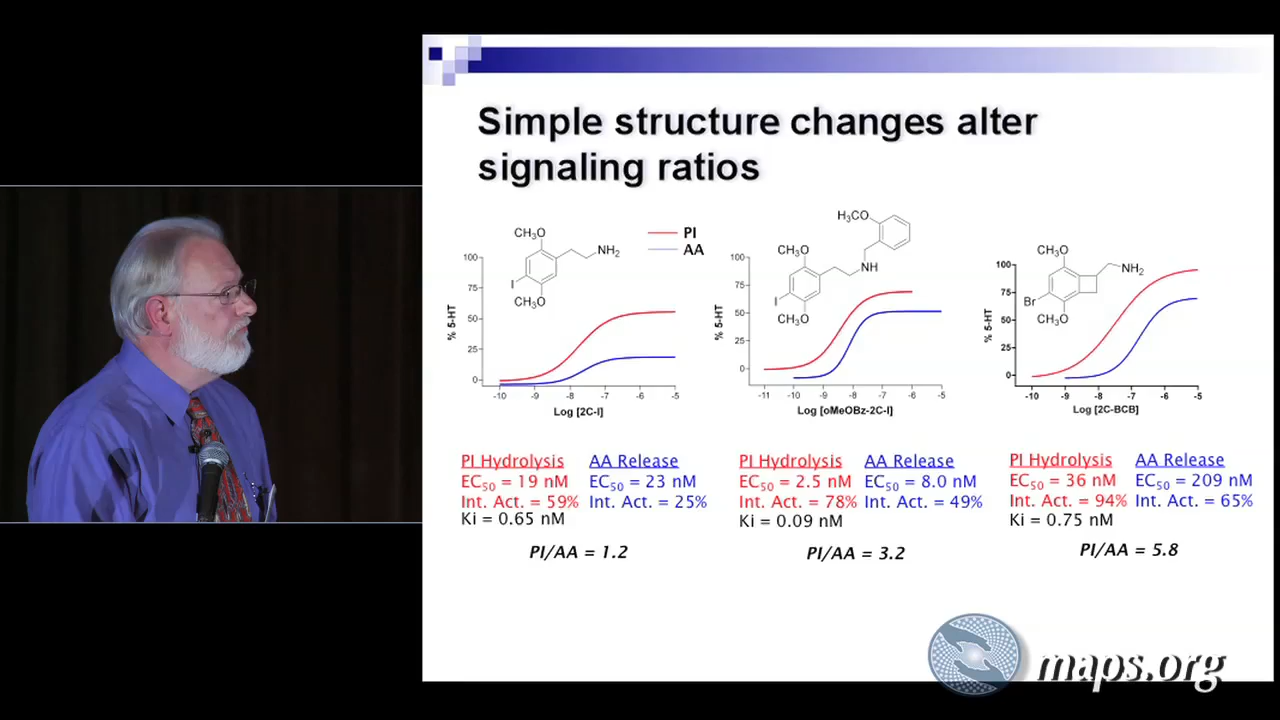 Simple structure changes alter
signaling ratios
CH₃O
NH₂
I
CH₃O
PI
AA
100
75
50
25
0
% 5-HT
-10 -9 -8 -7 -6 -5
Log [2C-I]
H₃CO
CH₃O
NH
I
CH₃O
100
75
50
25
0
% 5-HT
-11 -10 -9 -8 -7 -6 -5
Log [oMeOBz-2C-I]
CH₃O
NH₂
Br
CH₃O
100
75
50
25
0
% 5-HT
-10 -9 -8 -7 -6 -5
Log [2C-BCB]
PI Hydrolysis AA Release
EC₅₀ = 19 nM EC₅₀ = 23 nM
Int. Act. = 59% Int. Act. = 25%
Ki = 0.65 nM
PI/AA = 1.2
PI Hydrolysis AA Release
EC₅₀ = 2.5 nM EC₅₀ = 8.0 nM
Int. Act. = 78% Int. Act. = 49%
Ki = 0.09 nM
PI/AA = 3.2
PI Hydrolysis AA Release
EC₅₀ = 36 nM EC₅₀ = 209 nM
Int. Act. = 94% Int. Act. = 65%
Ki = 0.75 nM
PI/AA = 5.8
maps.org